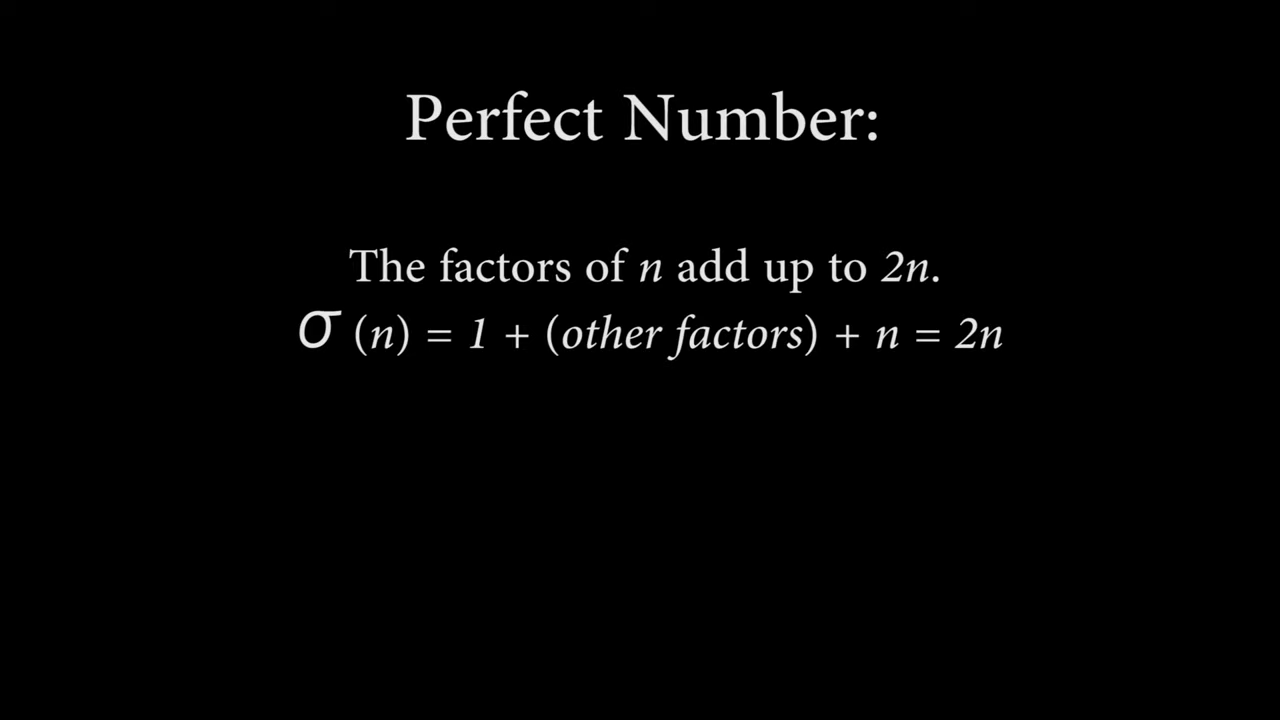 Perfect Number:
The factors of n add up to 2n.
σ (n) = 1 + (other factors) + n = 2n